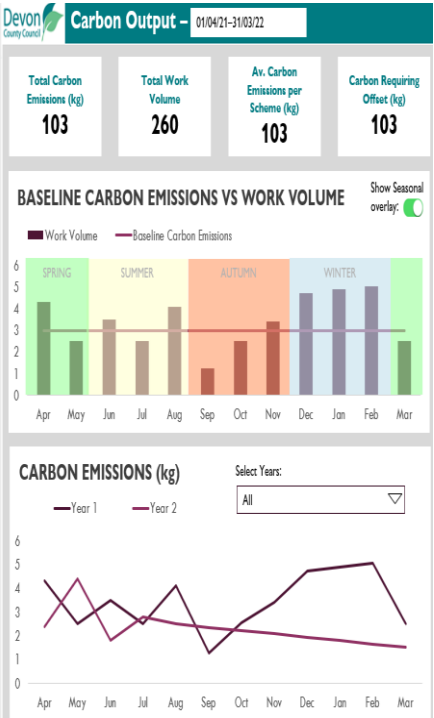 Devon
County Council
Carbon Output – 01/04/21–31/03/22
Total Carbon
Emissions (kg)
103
Total Work
Volume
260
Av. Carbon
Emissions per
Scheme (kg)
103
Carbon Requiring
Offset (kg)
103
BASELINE CARBON EMISSIONS VS WORK VOLUME
Show Seasonal
overlay:
Work Volume Baseline Carbon Emissions
SPRING SUMMER AUTUMN WINTER
6
5
4
3
2
1
0
Apr May Jun Jul Aug Sep Oct Nov Dec Jan Feb Mar
CARBON EMISSIONS (kg)
Select Years:
All
Year 1 Year 2
6
5
4
3
2
1
0
Apr May Jun Jul Aug Sep Oct Nov Dec Jan Feb Mar